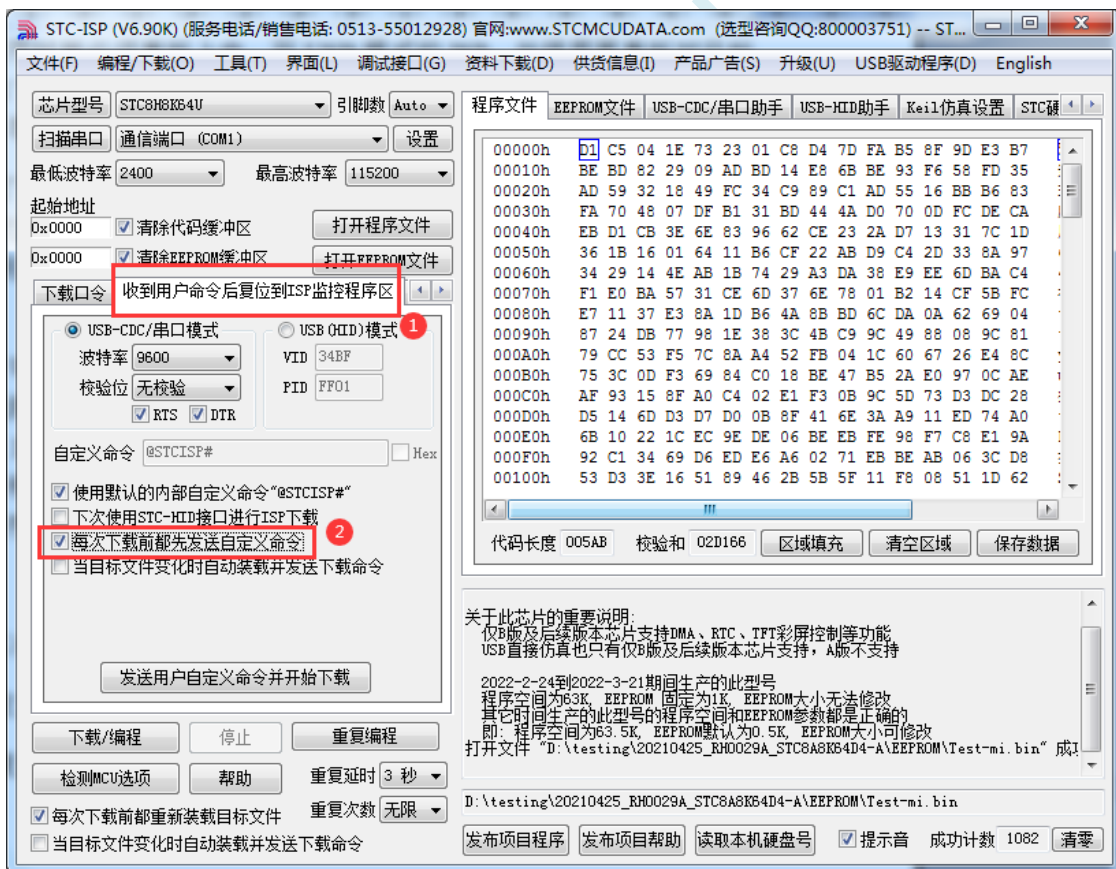 STC-ISP (V6.90K) (服务电话/销售电话: 0513-55012928) 官网:www.STCMCUDATA.com (选型咨询QQ:800003751) -- ST...
文件(F) 编程/下载(O) 工具(T) 界面(L) 调试接口(G) 资料下载(D) 供货信息(I) 产品广告(S) 升级(U) USB驱动程序(D) English
芯片型号 STC8H8K64U 引脚数 Auto
扫描串口 通信端口 (COM1) 设置
最低波特率 2400 最高波特率 115200
起始地址
0x0000 清除代码缓冲区 打开程序文件
0x0000 清除EEPROM缓冲区 打开EEPROM文件
下载口令 收到用户命令后复位到ISP监控程序区
1
USB-CDC/串口模式 USB(HID)模式
波特率 9600 VID 34BF
校验位 无校验 PID FF01
RTS DTR
自定义命令 @STCISP# Hex
使用默认的内部自定义命令"@STCISP#"
下次使用STC-HID接口进行ISP下载
每次下载前都先发送自定义命令
2
当目标文件变化时自动装载并发送下载命令
发送用户自定义命令并开始下载
下载/编程 停止 重复编程
检测MCU选项 帮助 重复延时 3 秒
每次下载前都重新装载目标文件 重复次数 无限
当目标文件变化时自动装载并发送下载命令
程序文件 EEPROM文件 USB-CDC/串口助手 USB-HID助手 Keil仿真设置 STC硬
00000h D1 C5 04 1E 73 23 01 C8 D4 7D FA B5 8F 9D E3 B7
00010h BE BD 82 29 09 AD BD 14 E8 6B BE 93 F6 58 FD 35
00020h AD 59 32 18 49 FC 34 C9 89 C1 AD 55 16 BB B6 83
00030h FA 70 48 07 DF B1 31 BD 44 4A D0 70 0D FC DE CA
00040h EB D1 CB 3E 6E 83 96 62 CE 23 2A D7 13 31 7C 1D
00050h 36 1B 16 01 64 11 B6 CF 22 AB D9 C4 2D 33 8A 97
00060h 34 29 14 4E AB 1B 74 29 A3 DA 38 E9 EE 6D BA C4
00070h F1 E0 BA 57 31 CE 6D 37 6E 78 01 B2 14 CF 5B FC
00080h E7 11 37 E3 8A 1D B6 4A 8B BD 6C DA 0A 62 69 04
00090h 87 24 DB 77 98 1E 38 3C 4B C9 9C 49 88 08 9C 81
000A0h 79 CC 53 F5 7C 8A A4 52 FB 04 1C 60 67 26 E4 8C
000B0h 75 3C 0D F3 69 84 C0 18 BE 47 B5 2A E0 97 0C AE
000C0h AF 93 15 8F A0 C4 02 E1 F3 0B 9C 5D 73 D3 DC 28
000D0h D5 14 6D D3 D7 D0 0B 8F 41 6E 3A A9 11 ED 74 A0
000E0h 6B 10 22 1C EC 9E DE 06 BE EB FE 98 F7 C8 E1 9A
000F0h 92 C1 34 69 D6 ED E6 A6 02 71 EB BE AB 06 3C D8
00100h 53 D3 3E 16 51 89 46 2B 5B 5F 11 F8 08 51 1D 62
代码长度 005AB 校验和 02D166 区域填充 清空区域 保存数据
关于此芯片的重要说明:
仅B版及后续版本芯片支持DMA、RTC、TFT彩屏控制等功能
USB直接仿真也只有仅B版及后续版本芯片支持，A版不支持
2022-2-24到2022-3-21期间生产的此型号
程序空间为63K, EEPROM 固定为1K, EEPROM大小无法修改
其它时间生产的此型号的程序空间和EEPROM参数都是正确的
即: 程序空间为63.5K, EEPROM默认为0.5K, EEPROM大小可修改
打开文件 "D:\testing\20210425_RH0029A_STC8A8K64D4-A\EEPROM\Test-mi.bin" 成功
D:\testing\20210425_RH0029A_STC8A8K64D4-A\EEPROM\Test-mi.bin
发布项目程序 发布项目帮助 读取本机硬盘号 提示音 成功计数 1082 清零